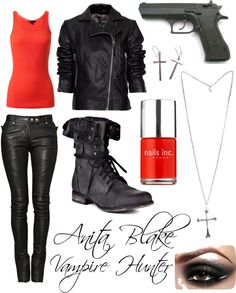 nails inc.
Anita Blake
Vampire Hunter